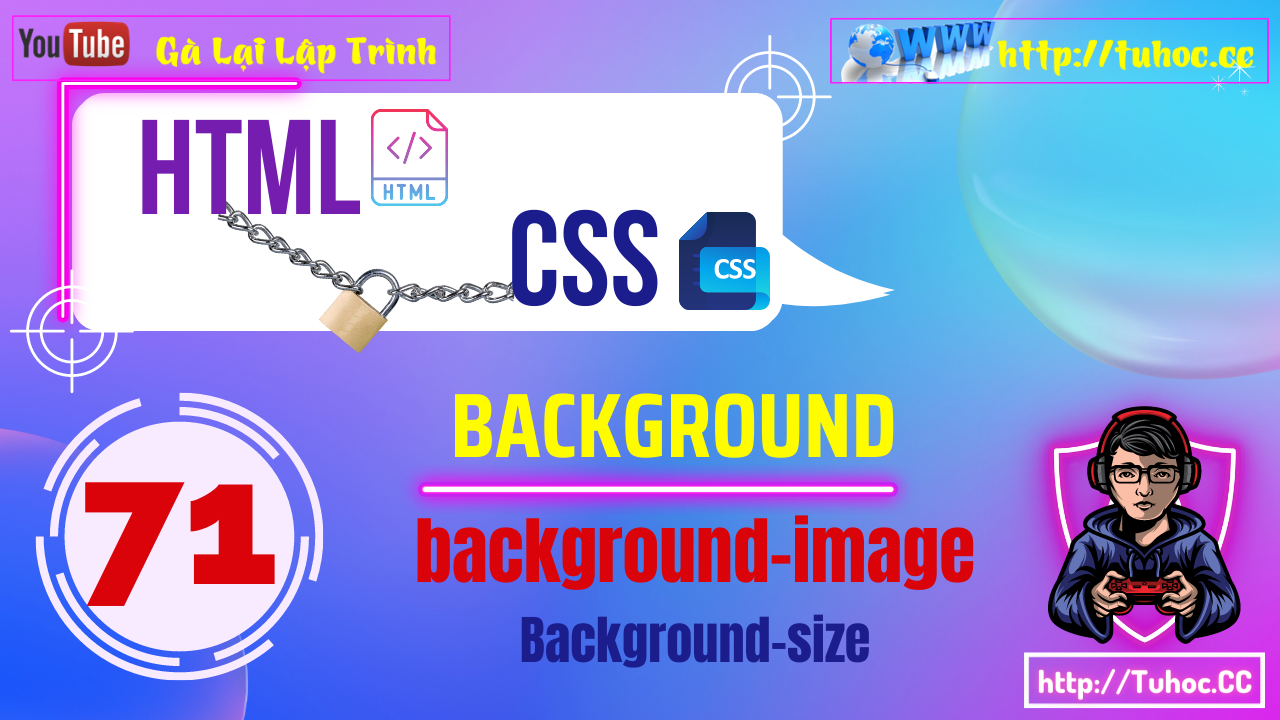 YouTube
Gà Lại Lập Trình
WWW
http://tuhoc.cc
HTML
</>
HTML
CSS
CSS
71
BACKGROUND
background-image
Background-size
http://Tuhoc.CC